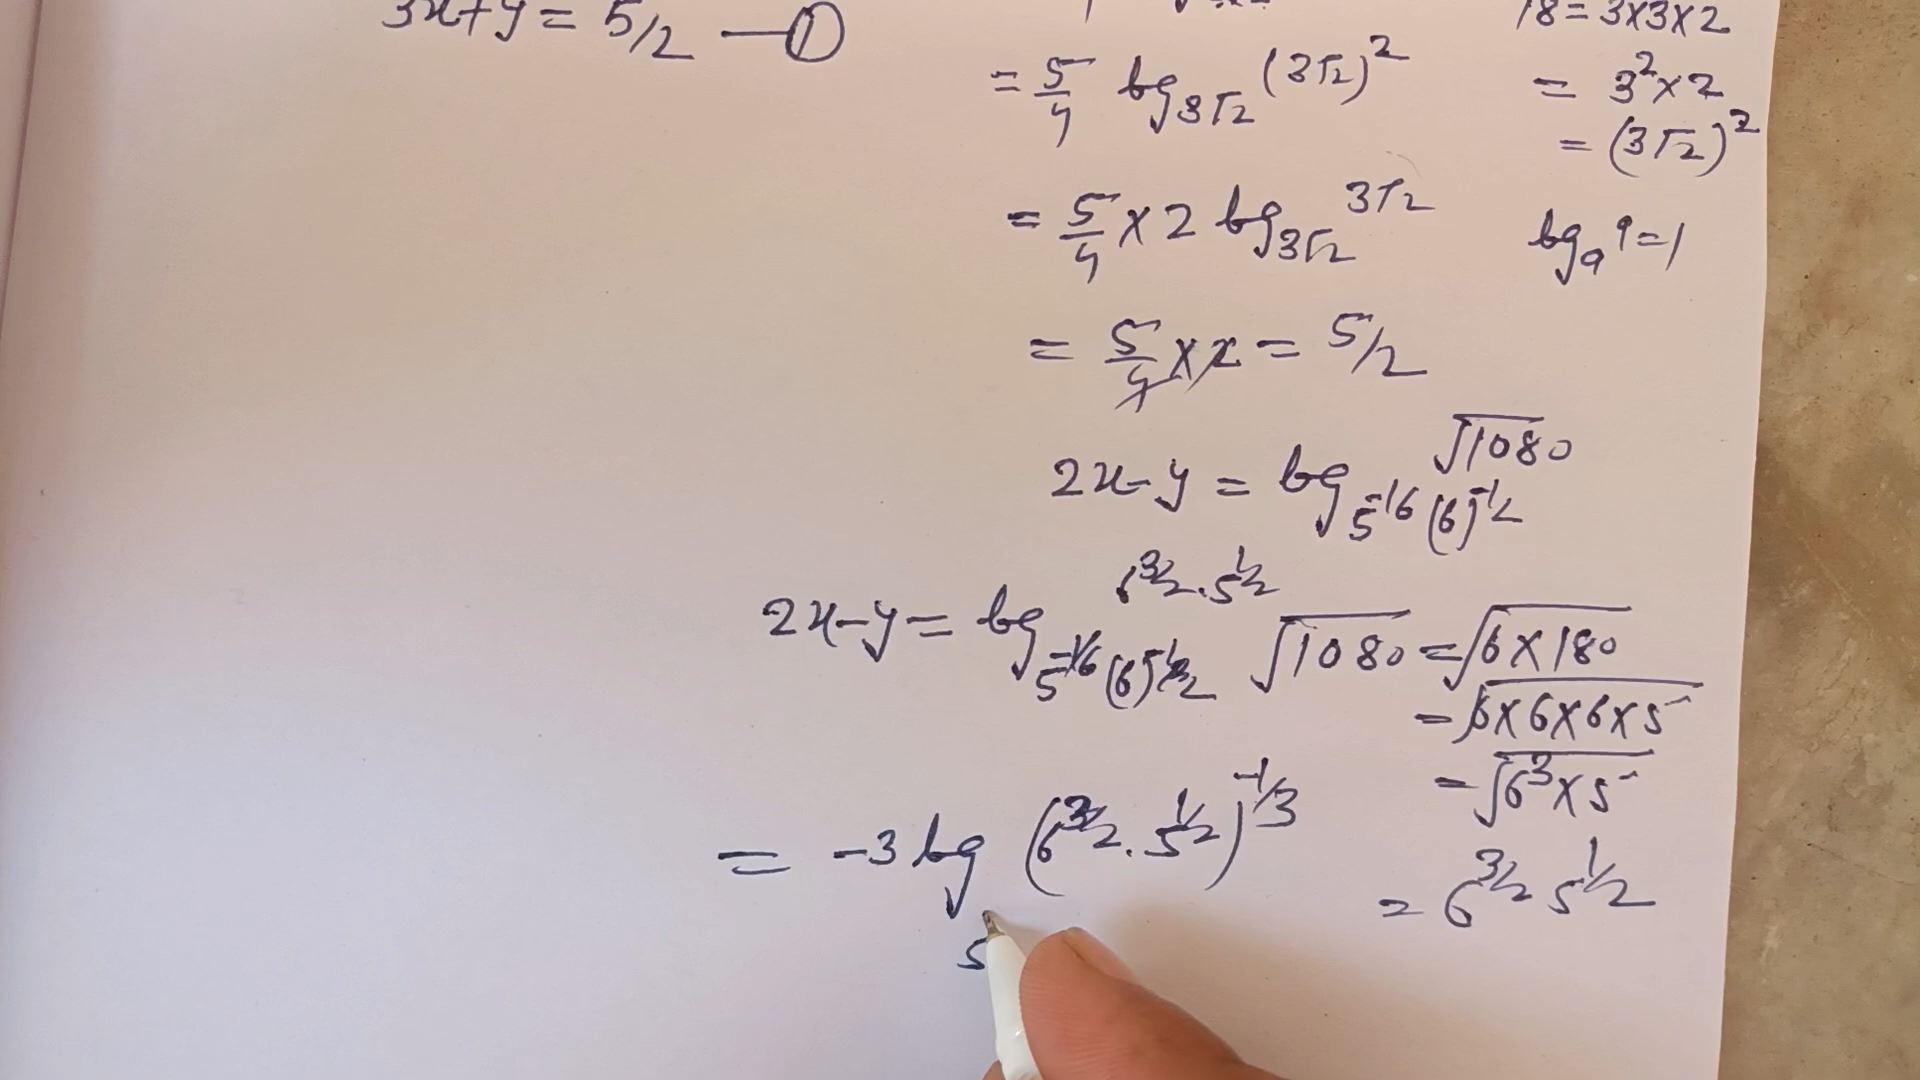 3x+y = 5/2 —①
18 = 3×3×2
= 5/4 log_{3√2} (3√2)^2
= 3^2×2
= (3√2)^2
= 5/4 × 2 log_{3√2} 3√2
log_a a = 1
= 5/4 × 2 = 5/2
2x-y = log_{5^{-1/6} (6)^{-1/2}} √1080
2x-y = log_{5^{-1/6} (6)^{-1/2}} 6^{3/2} . 5^{1/2}
√1080 = √6×180
= √6×6×6×5
= √6^3×5
= -3 log_5 (6^{3/2} . 5^{1/2})^{-1/3}
= 6^{3/2} 5^{1/2}